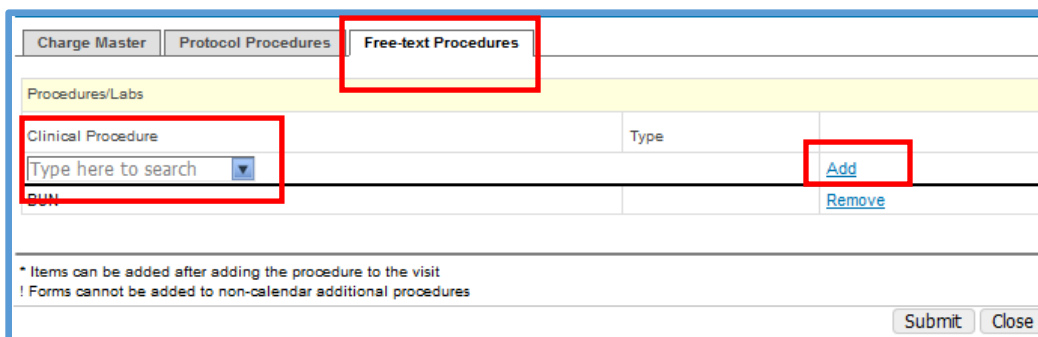 Charge Master Protocol Procedures Free-text Procedures
Procedures/Labs
Clinical Procedure Type
Type here to search Add
BUN Remove
* Items can be added after adding the procedure to the visit
! Forms cannot be added to non-calendar additional procedures
Submit Close